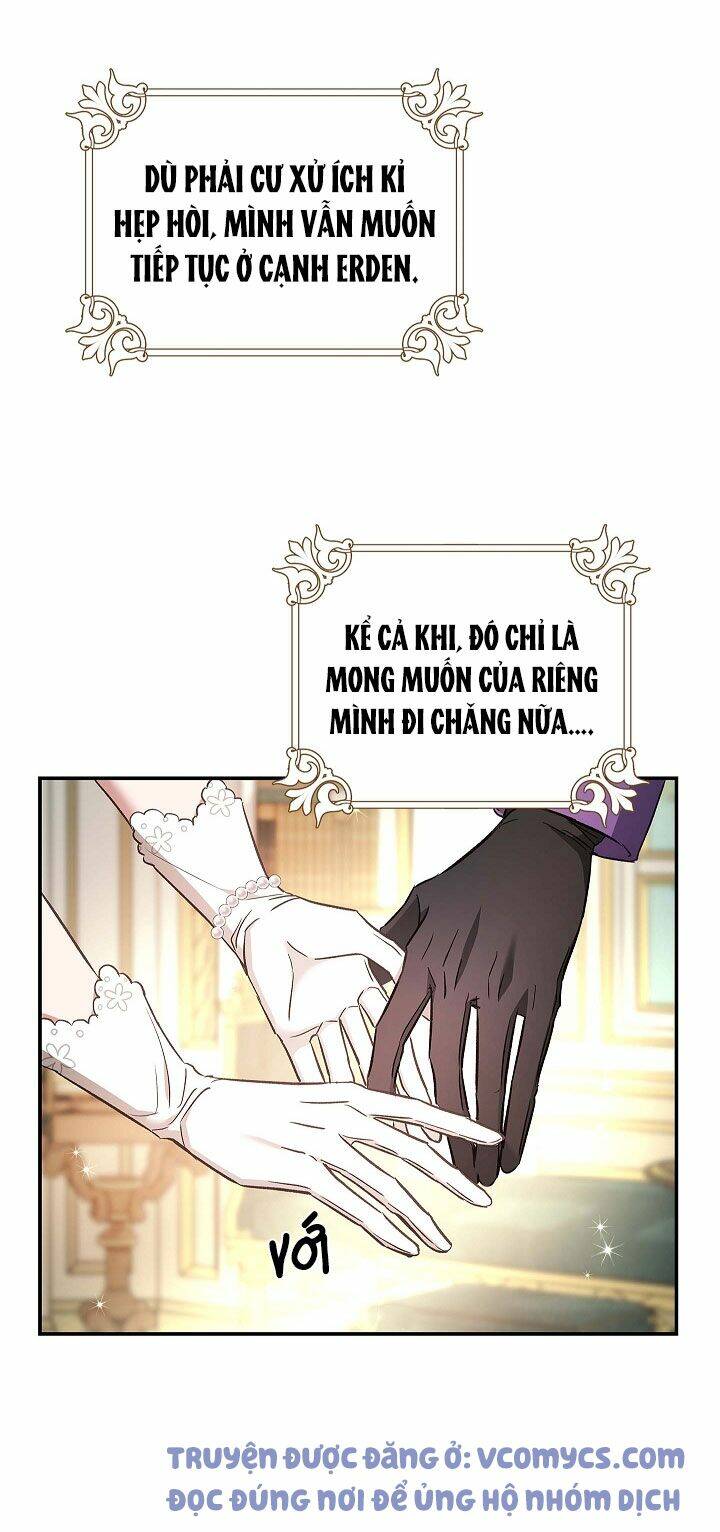 DÙ PHẢI CƯ XỬ ÍCH KỈ
HẸP HÒI, MÌNH VẪN MUỐN
TIẾP TỤC Ở CẠNH ERDEN.
KỂ CẢ KHI, ĐÓ CHỈ LÀ
MONG MUỐN CỦA RIÊNG
MÌNH ĐI CHĂNG NỮA....
VỚI
TRUYỆN ĐƯỢC ĐĂNG Ở: VCOMYCS.COM
ĐỌC ĐÚNG NƠI ĐỂ ỦNG HỘ NHÓM DỊCH